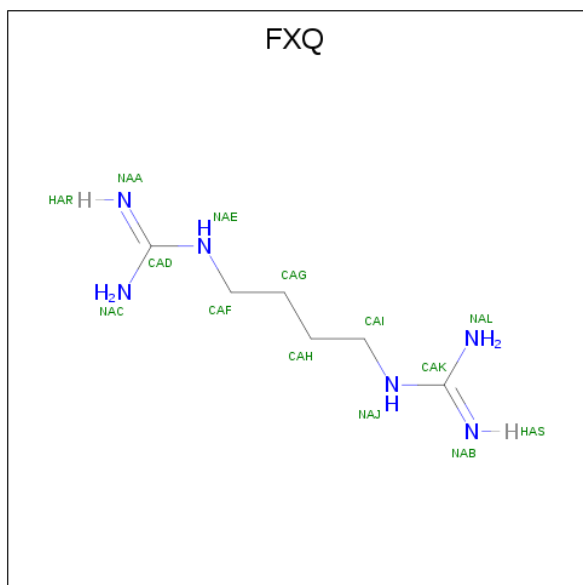 FXQ
NAA
HAR H N
H NAE
N
CAD
CAG
H₂N
NAC
CAF
CAI
NAL
NH₂
CAH
CAK
N
H
NAJ
N H HAS
NAB